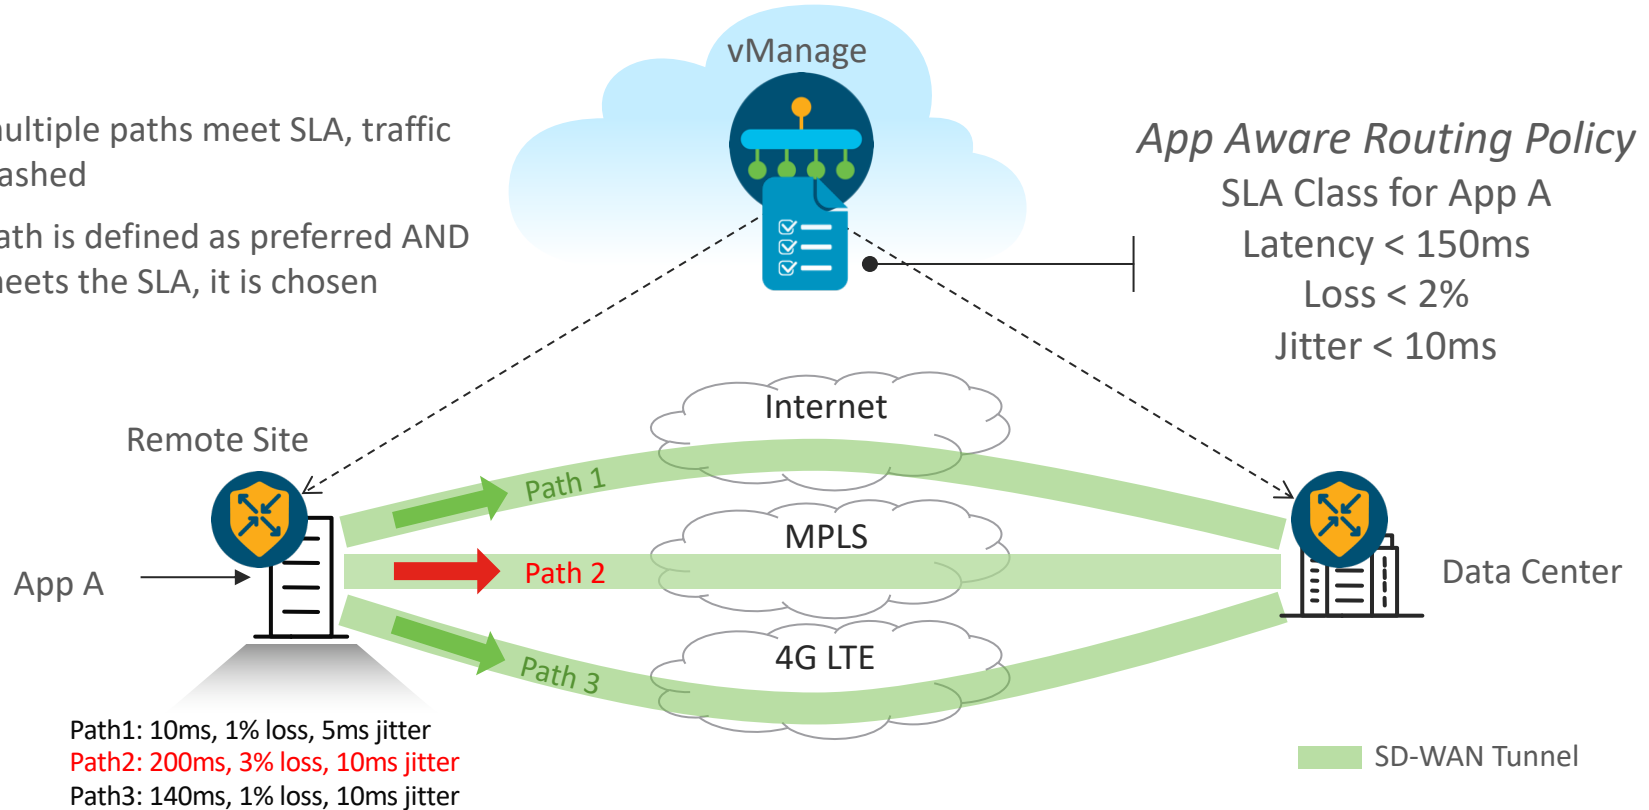 vManage
multiple paths meet SLA, traffic
ashed
ath is defined as preferred AND
neets the SLA, it is chosen
App Aware Routing Policy
SLA Class for App A
Latency < 150ms
Loss < 2%
Jitter < 10ms
Internet
Remote Site
Path 1
MPLS
App A
Path 2
Data Center
4G LTE
Path 3
Path1: 10ms, 1% loss, 5ms jitter
Path2: 200ms, 3% loss, 10ms jitter
Path3: 140ms, 1% loss, 10ms jitter
SD-WAN Tunnel